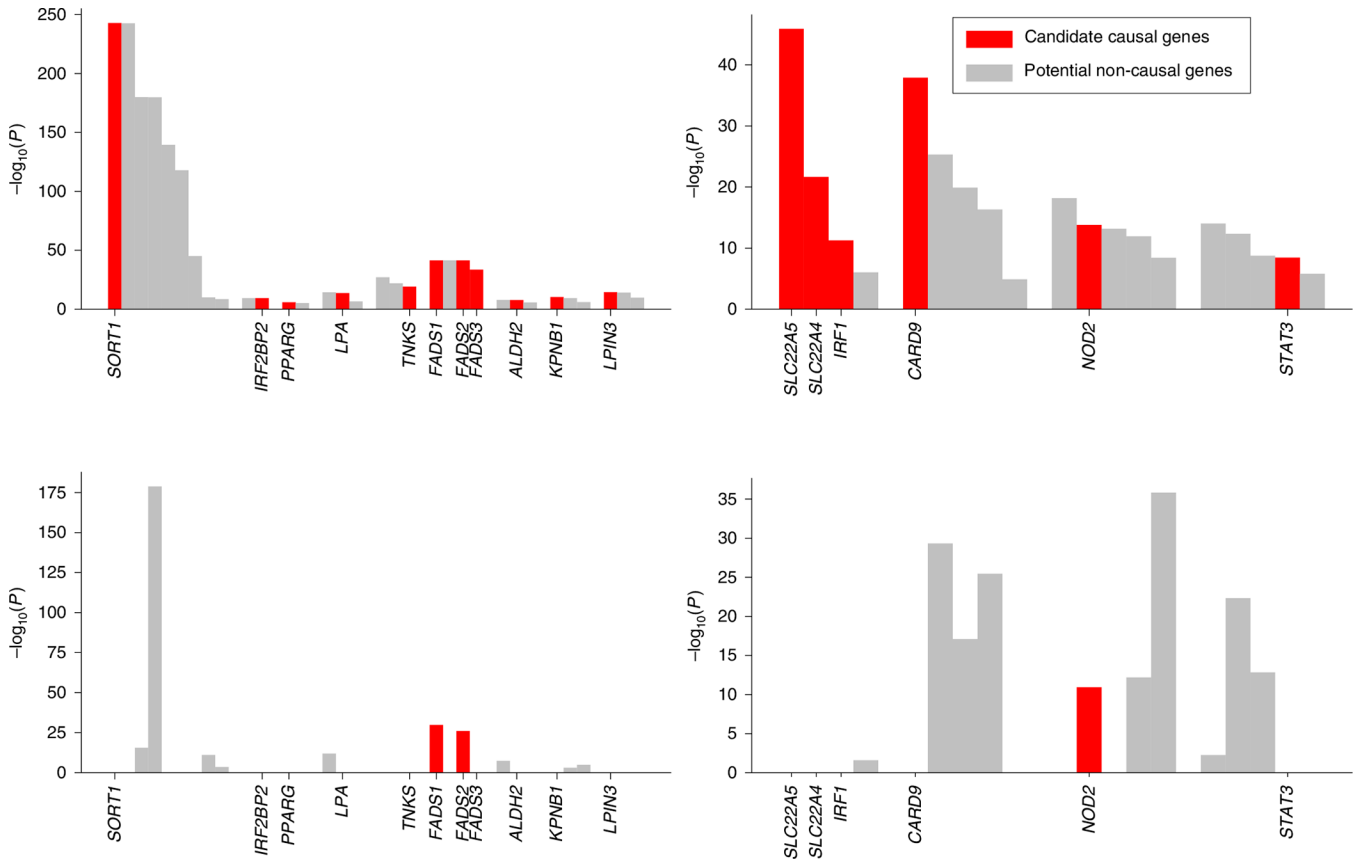 250
200
150
100
50
0
–log10(P)
SORT1
IRF2BP2
PPARG
LPA
TNKS
FADS1
FADS2
FADS3
ALDH2
KPNB1
LPIN3
40
30
20
10
0
–log10(P)
Candidate causal genes
Potential non-causal genes
SLC22A5
SLC22A4
IRF1
CARD9
NOD2
STAT3
175
150
125
100
75
50
25
0
–log10(P)
SORT1
IRF2BP2
PPARG
LPA
TNKS
FADS1
FADS2
FADS3
ALDH2
KPNB1
LPIN3
35
30
25
20
15
10
5
0
–log10(P)
SLC22A5
SLC22A4
IRF1
CARD9
NOD2
STAT3